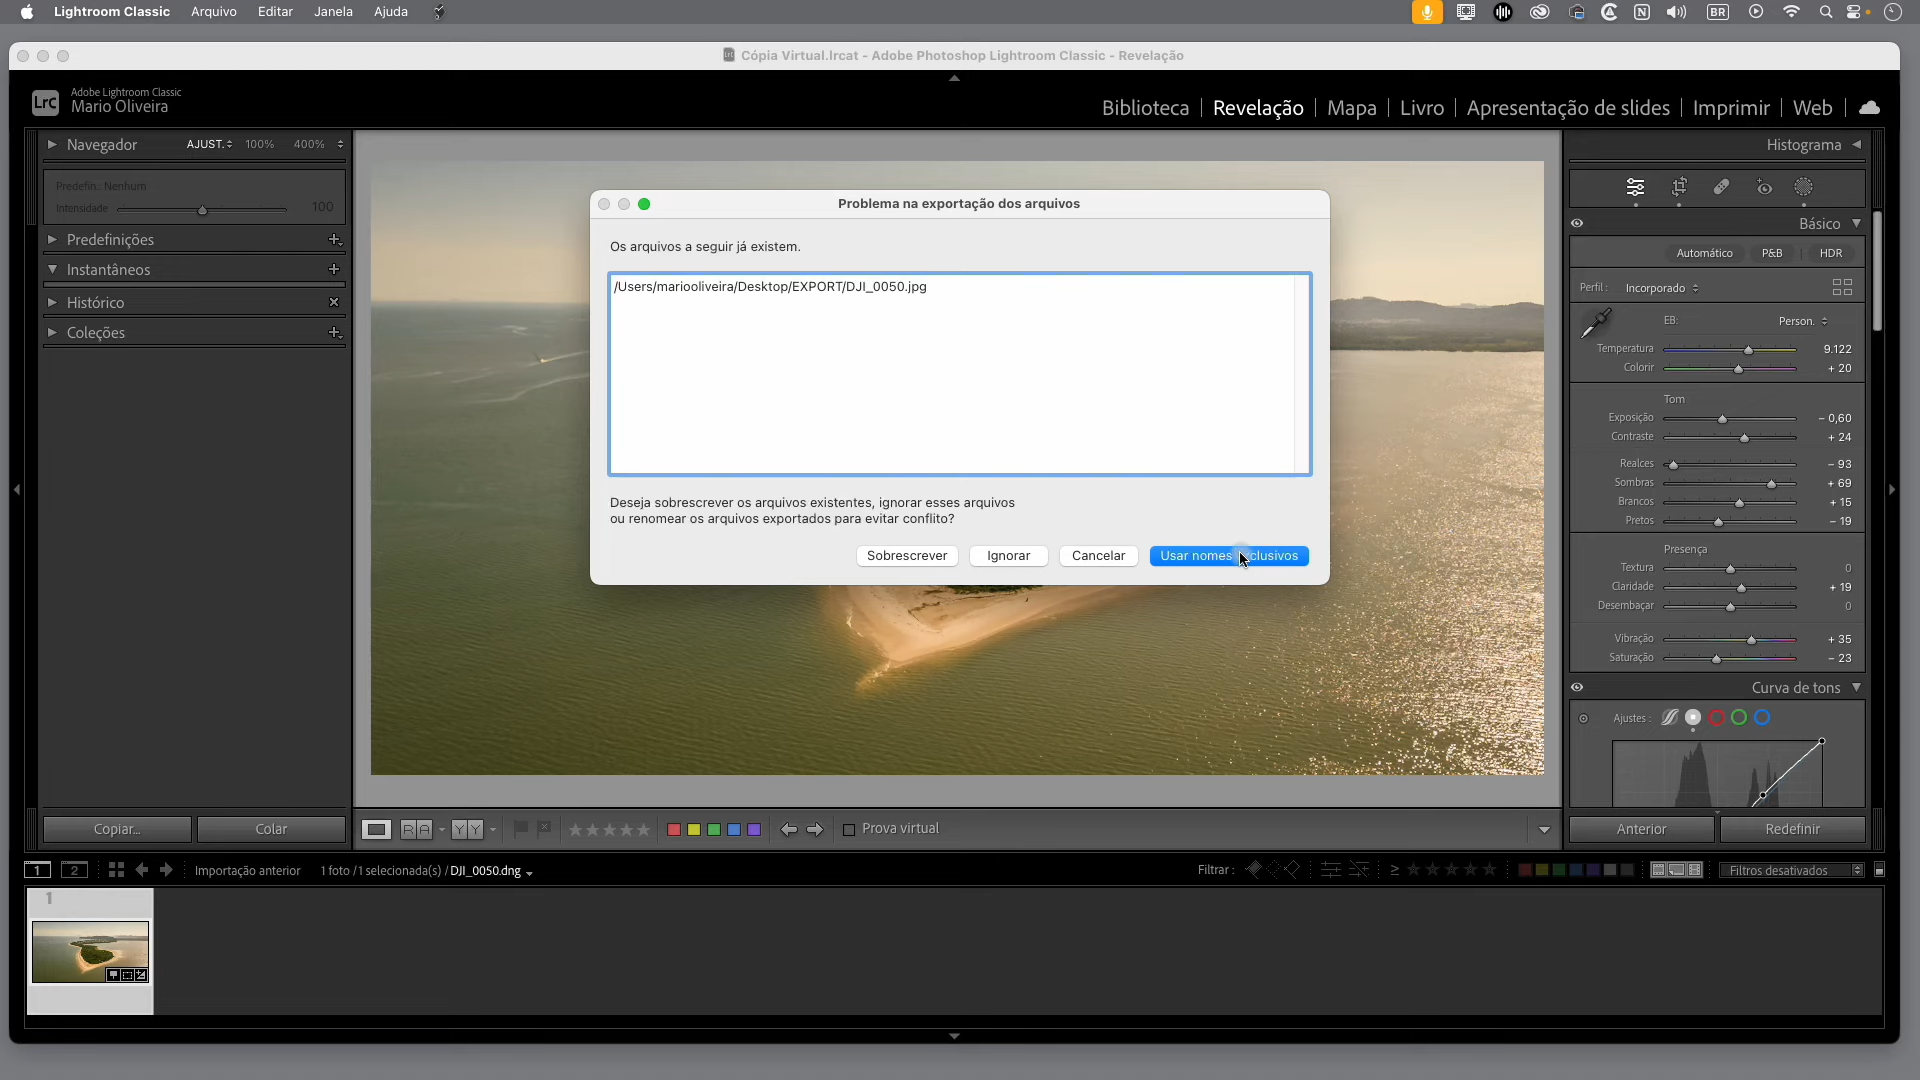 Lightroom Classic Arquivo Editar Janela Ajuda
BR
Cópia Virtual.lrcat - Adobe Photoshop Lightroom Classic - Revelação
LrC
Adobe Lightroom Classic
Mario Oliveira
Biblioteca | Revelação | Mapa | Livro | Apresentação de slides | Imprimir | Web
Navegador AJUST. 100% 400%
Predefin.: Nenhum
Intensidade 100
Predefinições
Instantâneos
Histórico
Coleções
Problema na exportação dos arquivos
Os arquivos a seguir já existem.
/Users/mariooliveira/Desktop/EXPORT/DJI_0050.jpg
Deseja sobrescrever os arquivos existentes, ignorar esses arquivos
ou renomear os arquivos exportados para evitar conflito?
Sobrescrever Ignorar Cancelar Usar nomes
Histograma
Básico
Automático P&B HDR
Perfil : Incorporado
EB: Person.
Temperatura 9.122
Colorir + 20
Tom
Exposição – 0,60
Contraste + 24
Realces – 93
Sombras + 69
Brancos + 15
Pretos – 19
Presença
Textura 0
Claridade + 19
Desembaçar 0
Vibração + 35
Saturação – 23
Curva de tons
Ajustes :
Copiar... Colar
R A Y Y Prova virtual
Anterior Redefinir
1 2 Importação anterior 1 foto /1 selecionada(s) / DJI_0050.dng Filtrar : ≥ Filtros desativados
1